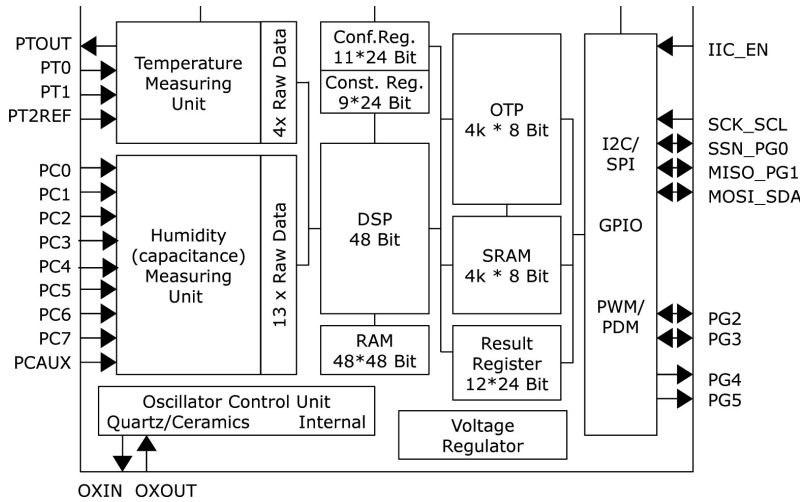 PTOUT
PT0
PT1
PT2REF
Temperature
Measuring
Unit
4x Raw Data
PC0
PC1
PC2
PC3
PC4
PC5
PC6
PC7
PCAUX
Humidity
(capacitance)
Measuring
Unit
13 x Raw Data
Conf.Reg.
11*24 Bit
Const. Reg.
9*24 Bit
DSP
48 Bit
RAM
48*48 Bit
OTP
4k * 8 Bit
SRAM
4k * 8 Bit
Result
Register
12*24 Bit
I2C/
SPI
GPIO
PWM/
PDM
IIC_EN
SCK_SCL
SSN_PG0
MISO_PG1
MOSI_SDA
PG2
PG3
PG4
PG5
Oscillator Control Unit
Quartz/Ceramics Internal
Voltage
Regulator
OXIN OXOUT